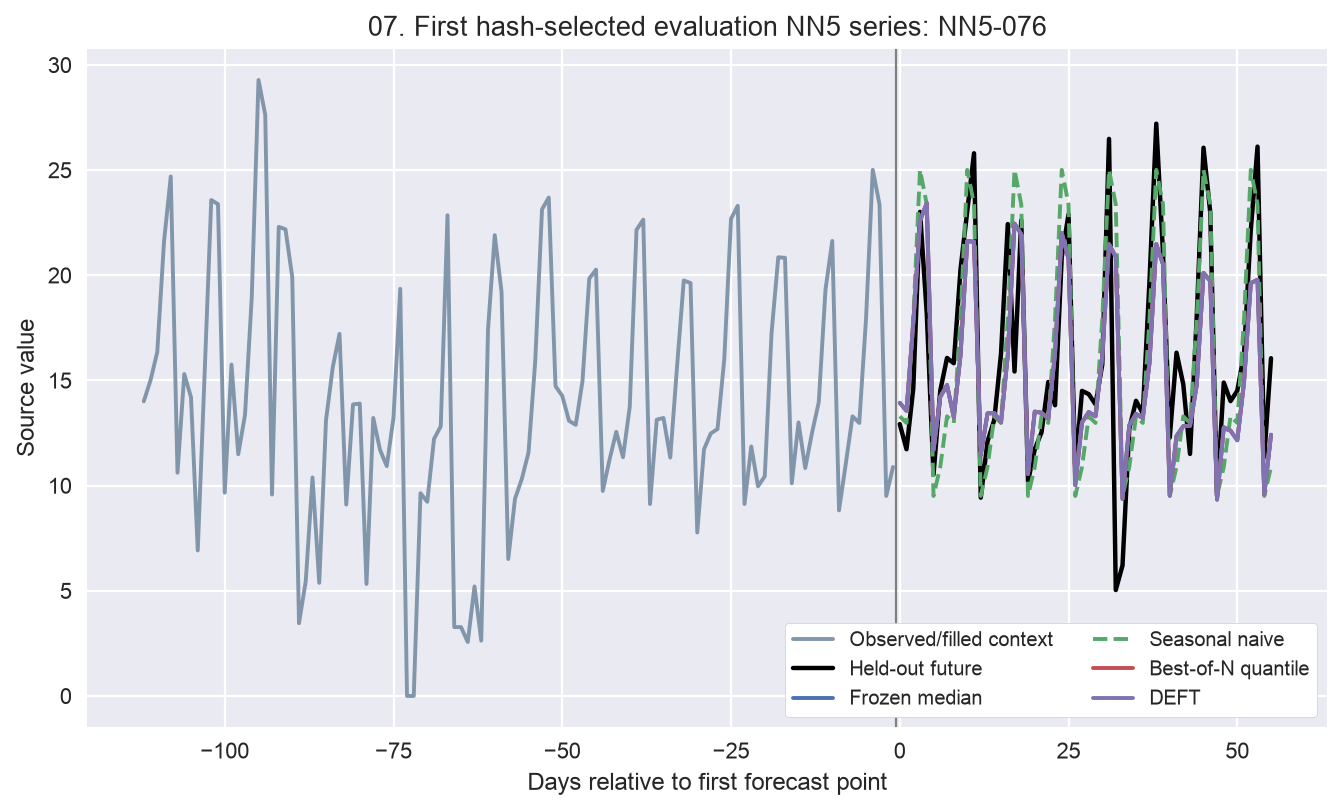 07. First hash-selected evaluation NN5 series: NN5-076
Source value
30
25
20
15
10
5
0
−100
−75
−50
−25
0
25
50
Days relative to first forecast point
Observed/filled context
Held-out future
Frozen median
Seasonal naive
Best-of-N quantile
DEFT